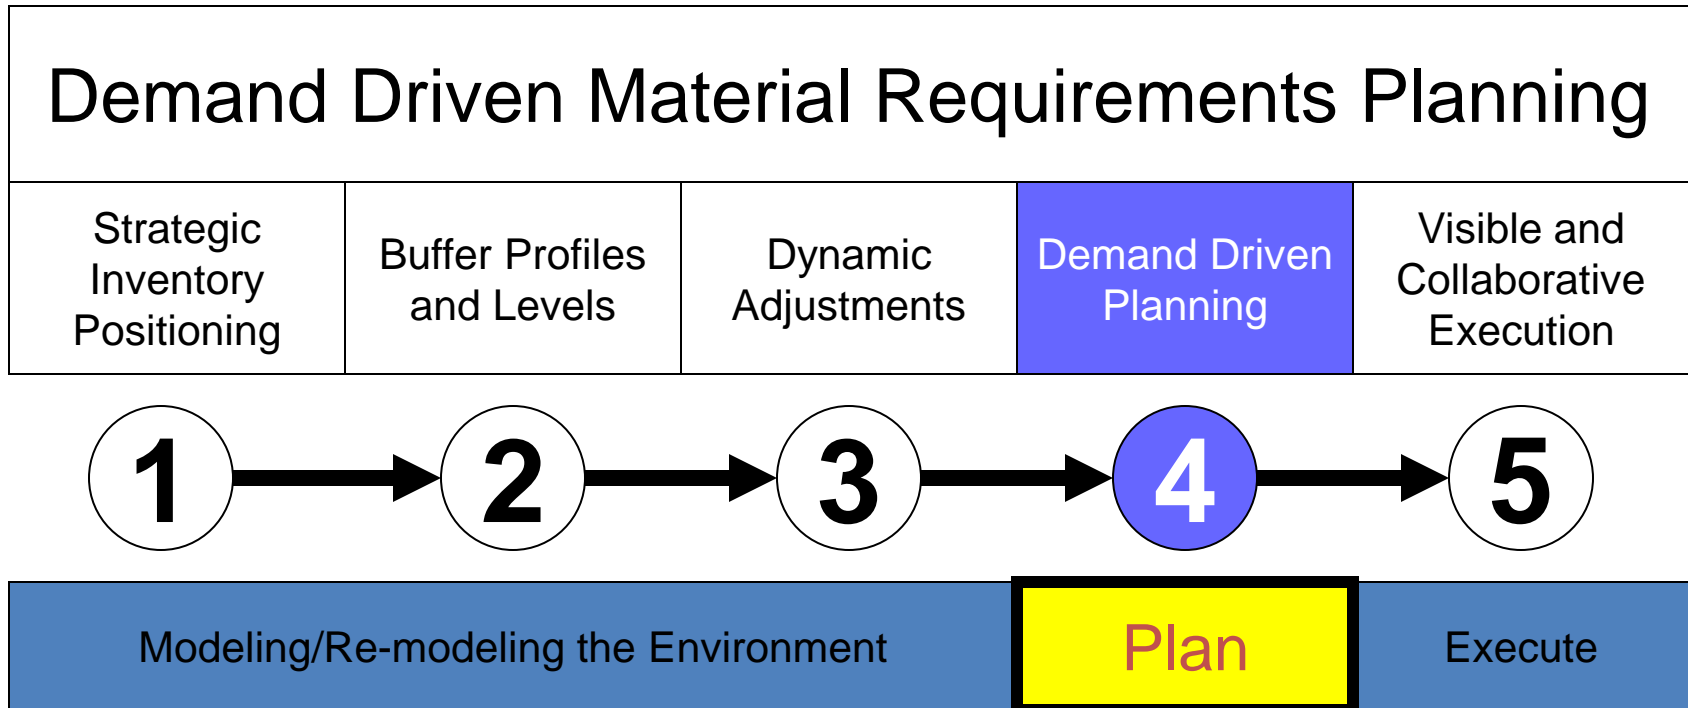 Demand Driven Material Requirements Planning
Strategic
Inventory
Positioning
Buffer Profiles
and Levels
Dynamic
Adjustments
Demand Driven
Planning
Visible and
Collaborative
Execution
1
2
3
4
5
Modeling/Re-modeling the Environment
Plan
Execute